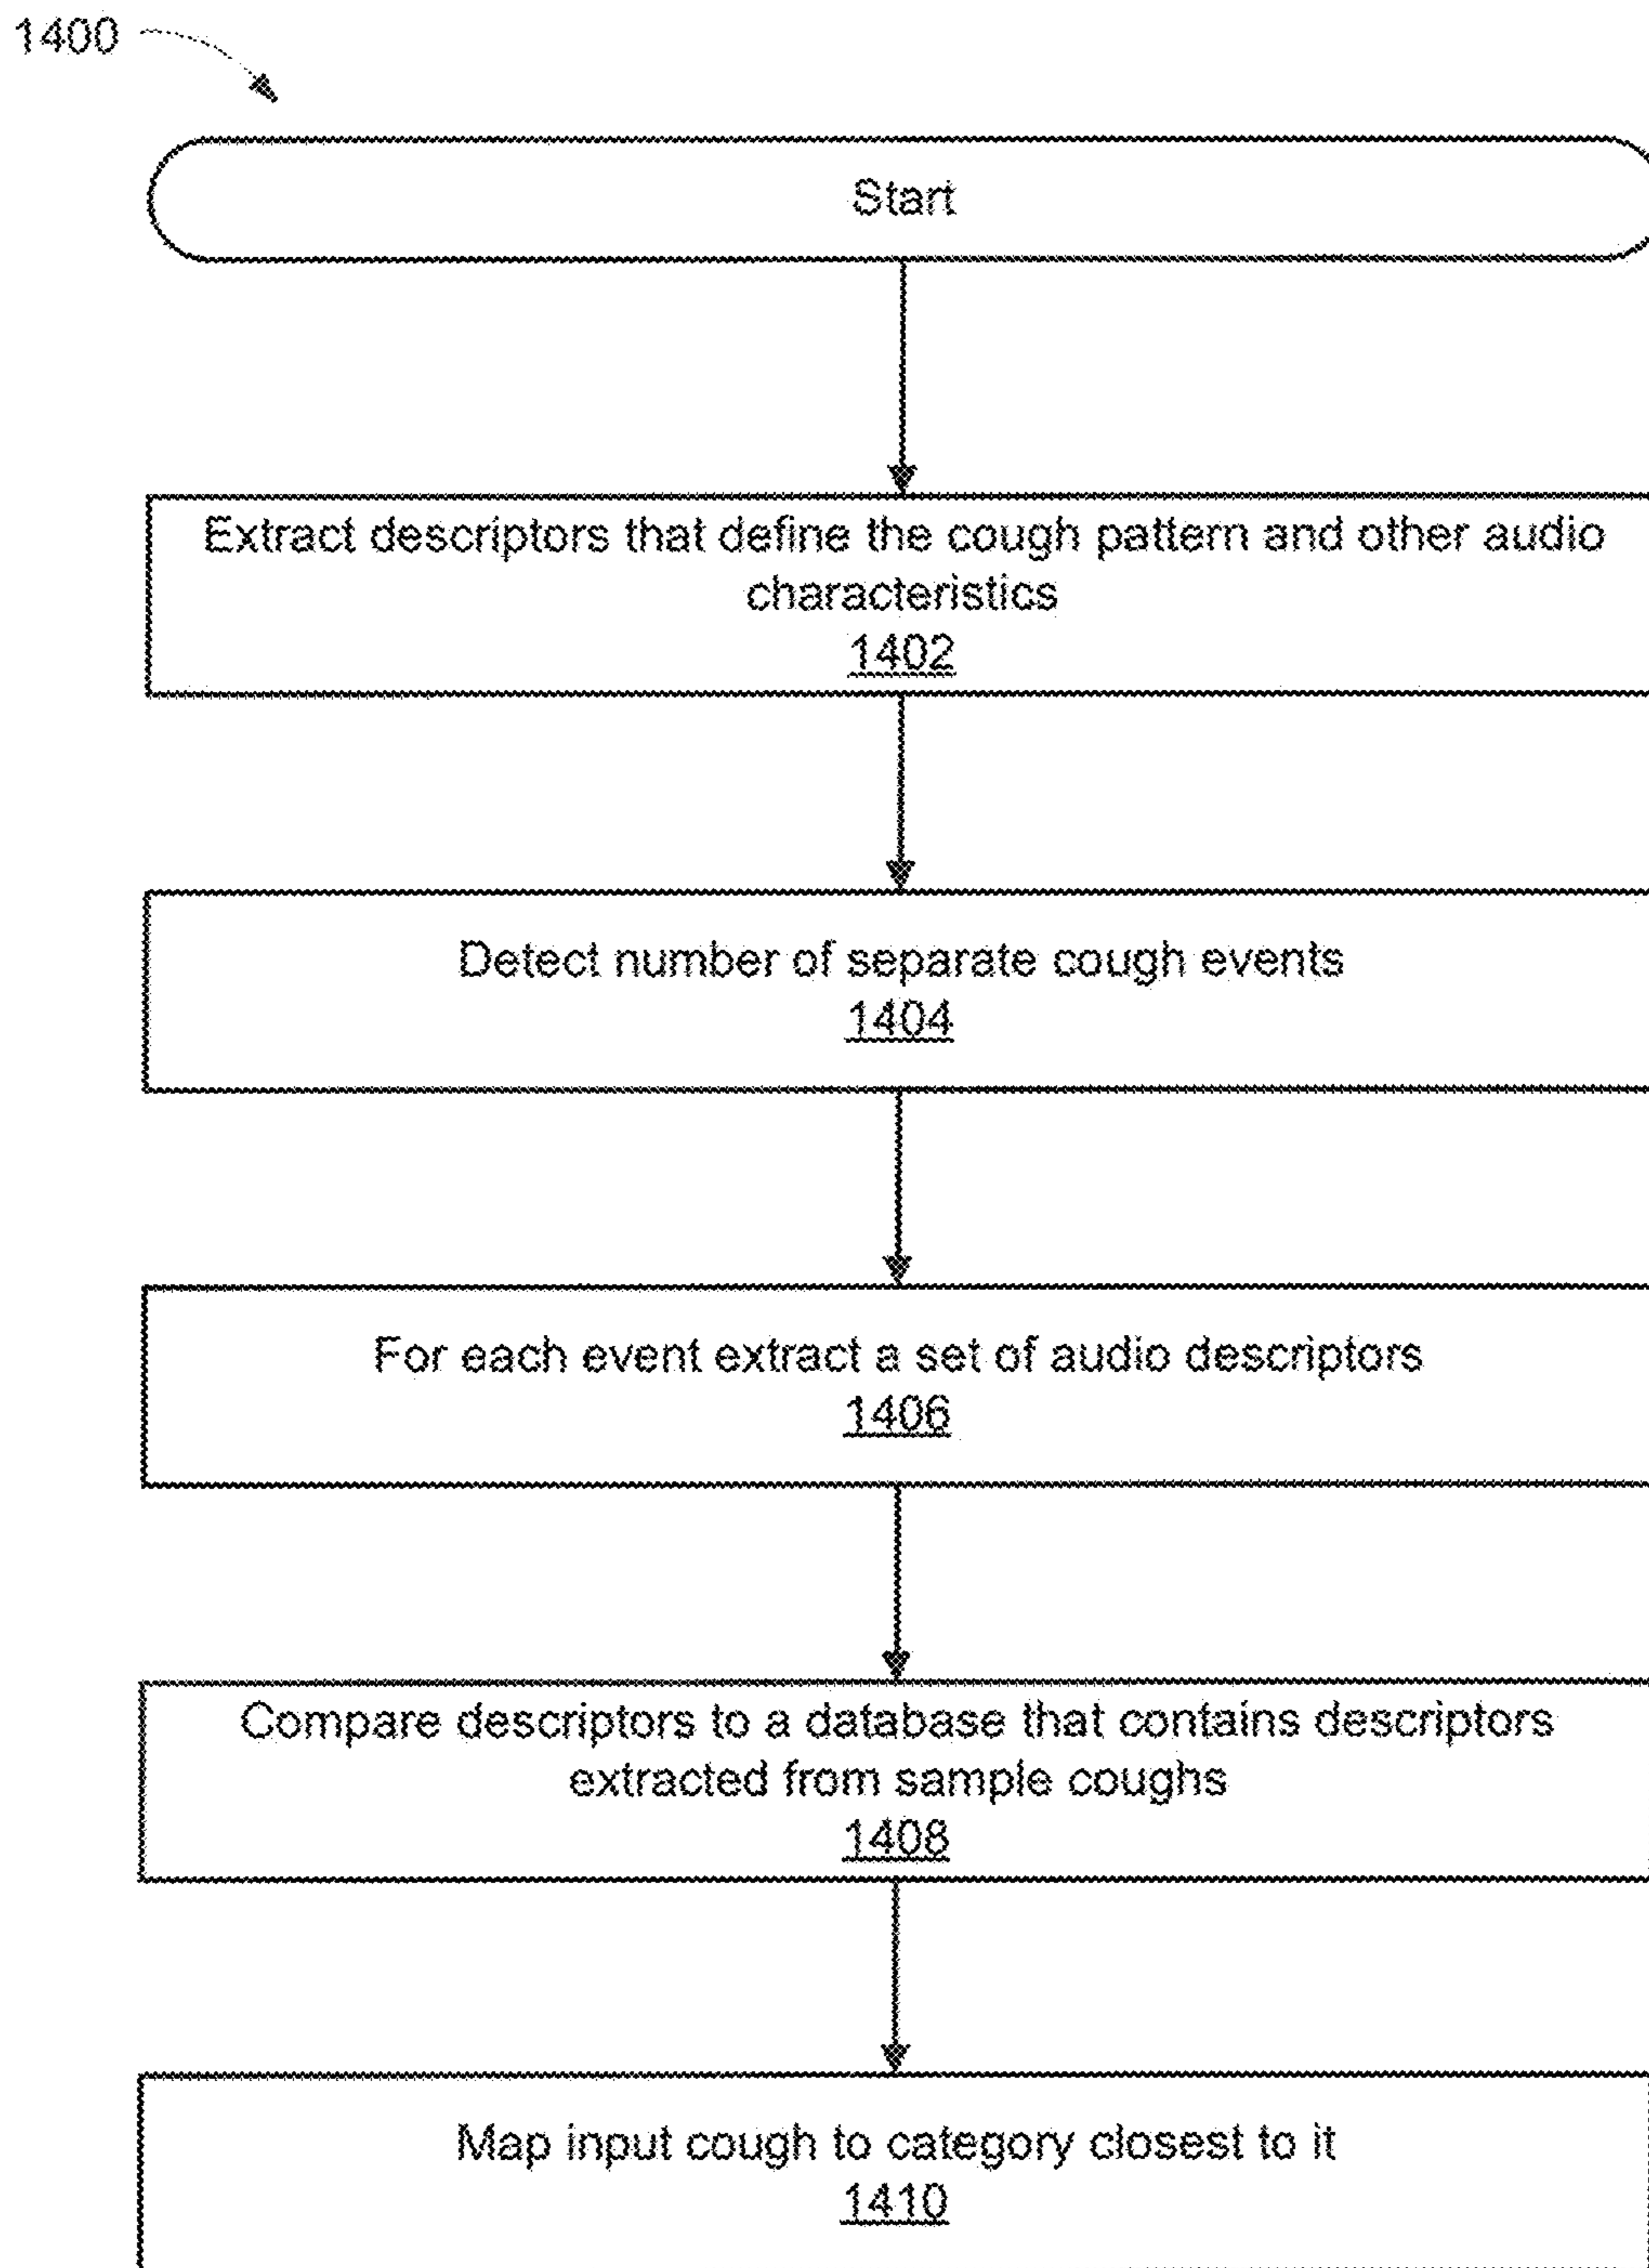 1400
Start
Extract descriptors that define the cough pattern and other audio
characteristics
1402
Detect number of separate cough events
1404
For each event extract a set of audio descriptors
1406
Compare descriptors to a database that contains descriptors
extracted from sample coughs
1408
Map input cough to category closest to it
1410